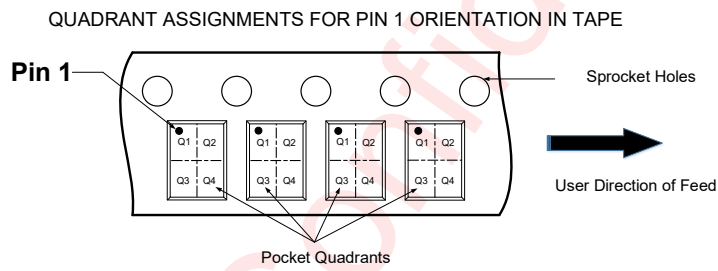 QUADRANT ASSIGNMENTS FOR PIN 1 ORIENTATION IN TAPE
Pin 1
Sprocket Holes
Q1 Q2 Q1 Q2 Q1 Q2 Q1 Q2
Q3 Q4 Q3 Q4 Q3 Q4 Q3 Q4
User Direction of Feed
Pocket Quadrants